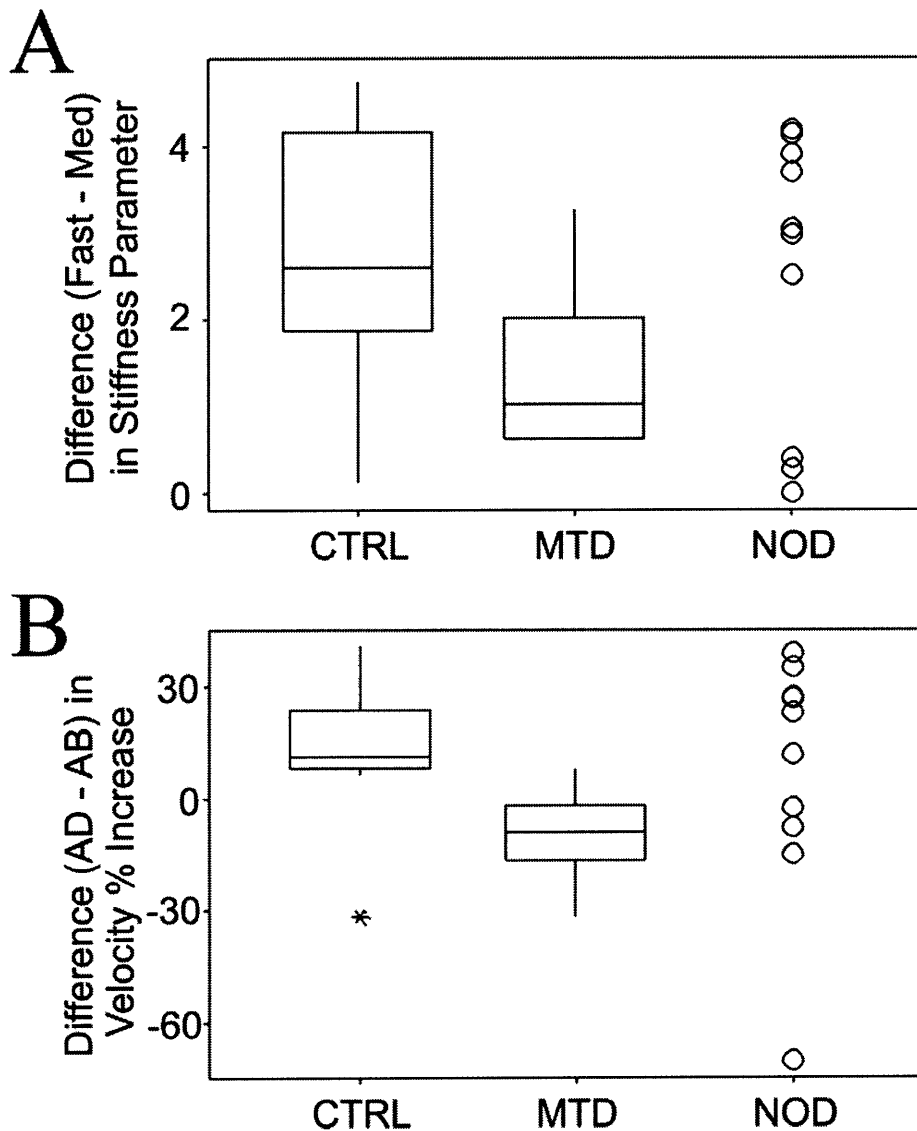 A
Difference (Fast - Med)
in Stiffness Parameter
4
2
0
CTRL MTD NOD
B
Difference (AD - AB) in
Velocity % Increase
30
0
-30
-60
CTRL MTD NOD